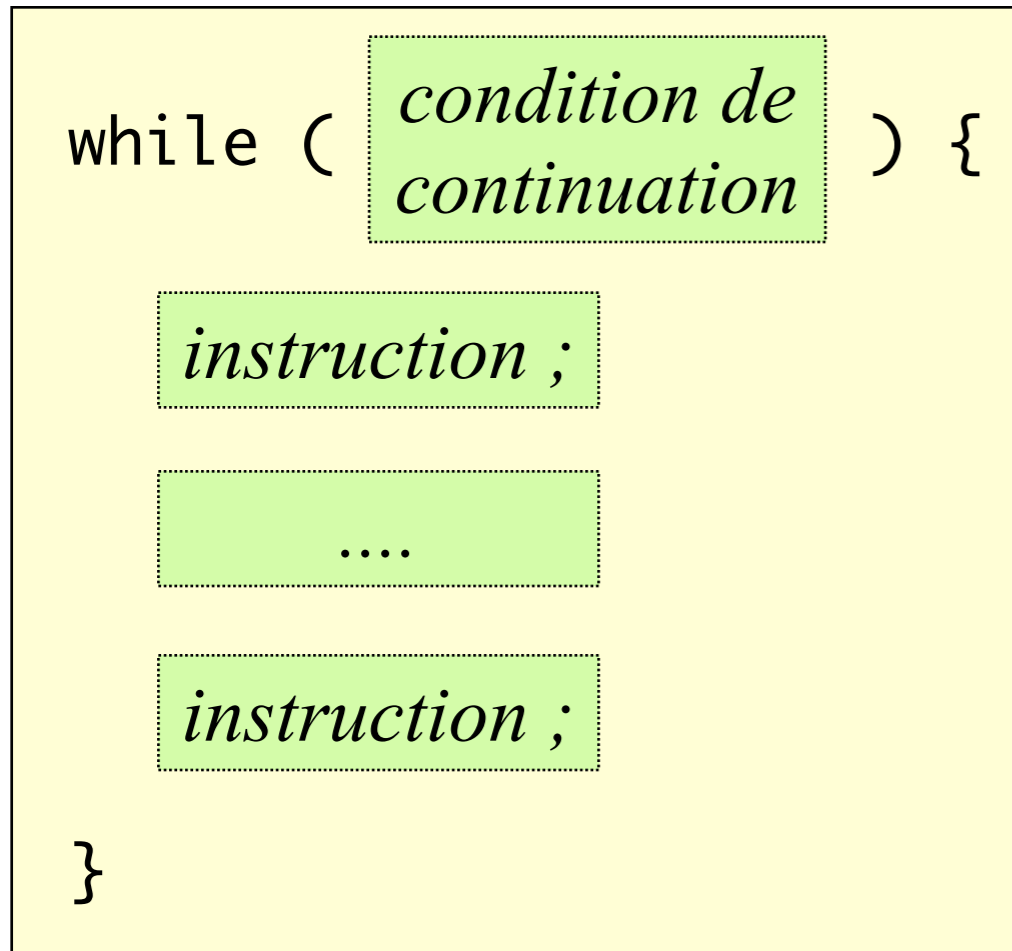 while ( condition de continuation ) {
instruction ;
....
instruction ;
}